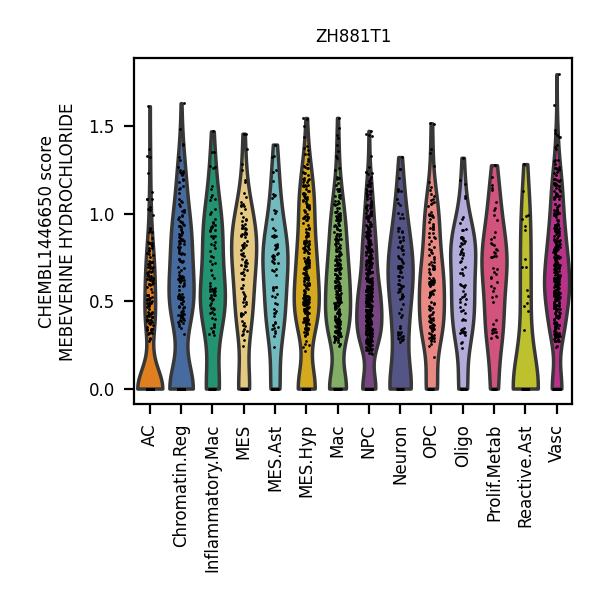 ZH881T1
CHEMBL1446650 score
MEBEVERINE HYDROCHLORIDE
1.5
1.0
0.5
0.0
AC
Chromatin.Reg
Inflammatory.Mac
MES
MES.Ast
MES.Hyp
Mac
NPC
Neuron
OPC
Oligo
Prolif.Metab
Reactive.Ast
Vasc